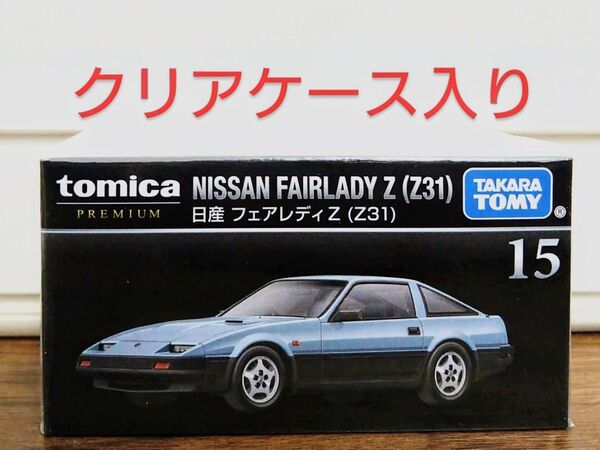 クリアケース入り
tomica
PREMIUM
NISSAN FAIRLADY Z (Z31)
日産 フェアレディZ (Z31)
TAKARA
TOMY
®
15